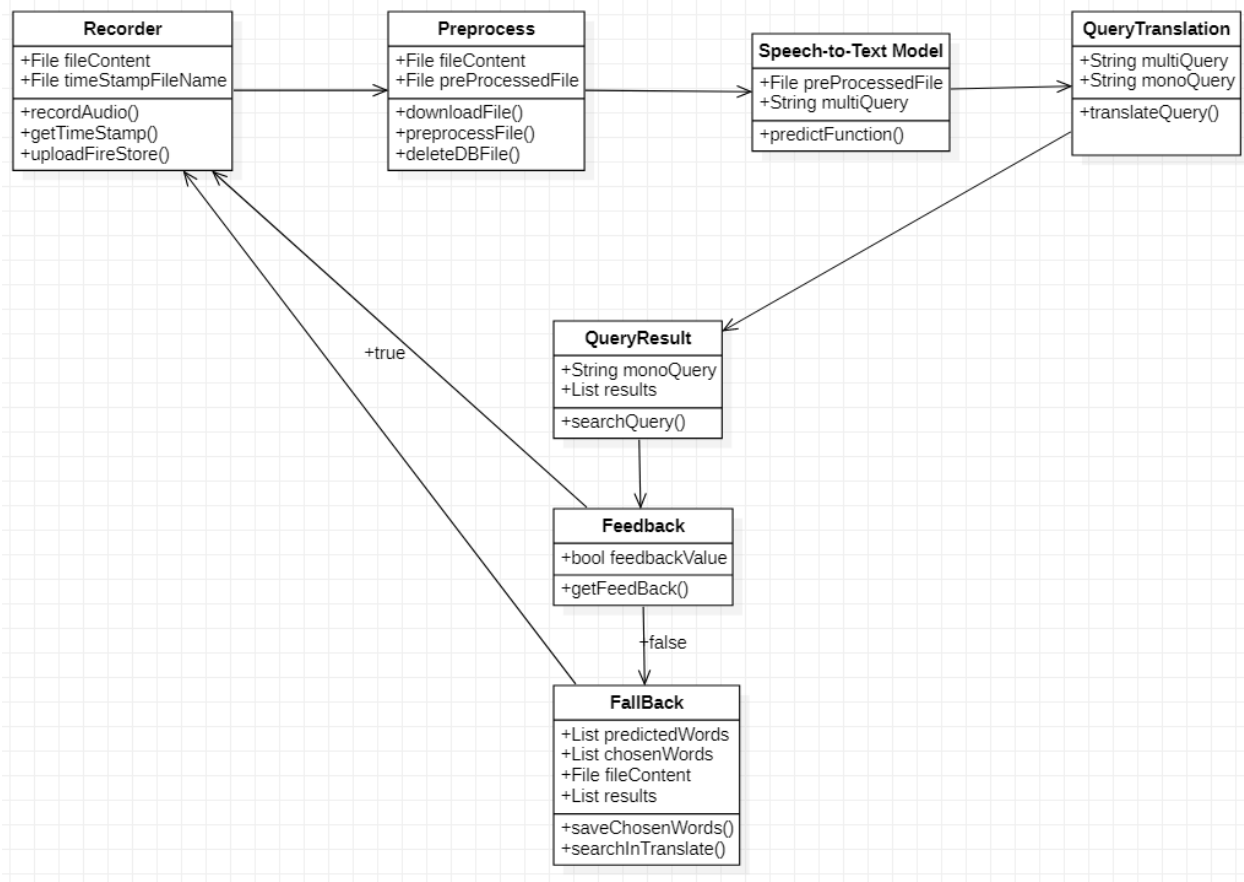 Recorder
+File fileContent
+File timeStampFileName
+recordAudio()
+getTimeStamp()
+uploadFireStore()
Preprocess
+File fileContent
+File preProcessedFile
+downloadFile()
+preprocessFile()
+deleteDBFile()
Speech-to-Text Model
+File preProcessedFile
+String multiQuery
+predictFunction()
QueryTranslation
+String multiQuery
+String monoQuery
+translateQuery()
+true
QueryResult
+String monoQuery
+List results
+searchQuery()
Feedback
+bool feedbackValue
+getFeedBack()
+false
FallBack
+List predictedWords
+List chosenWords
+File fileContent
+List results
+saveChosenWords()
+searchInTranslate()